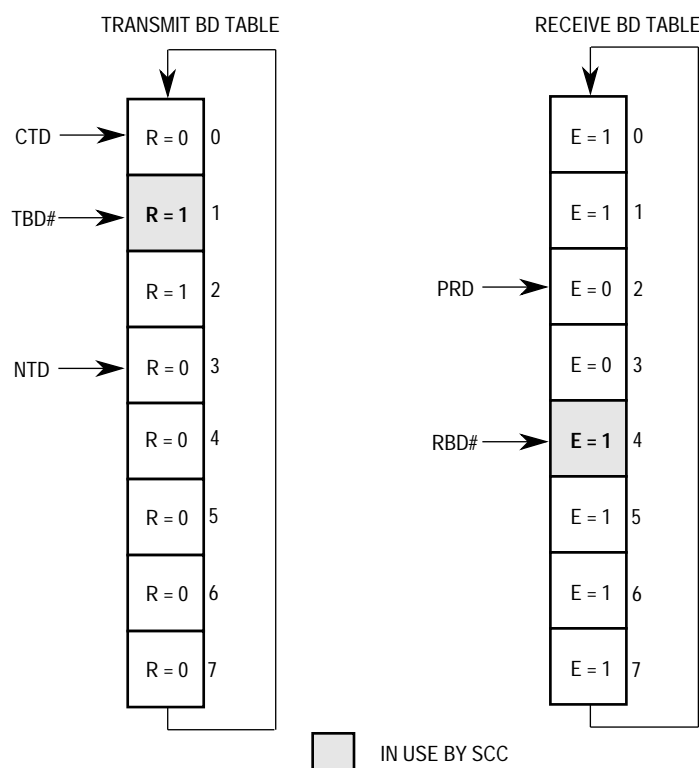 TRANSMIT BD TABLE
CTD
R = 0 0
TBD#
R = 1 1
R = 1 2
NTD
R = 0 3
R = 0 4
R = 0 5
R = 0 6
R = 0 7
RECEIVE BD TABLE
E = 1 0
E = 1 1
PRD
E = 0 2
E = 0 3
RBD#
E = 1 4
E = 1 5
E = 1 6
E = 1 7
IN USE BY SCC